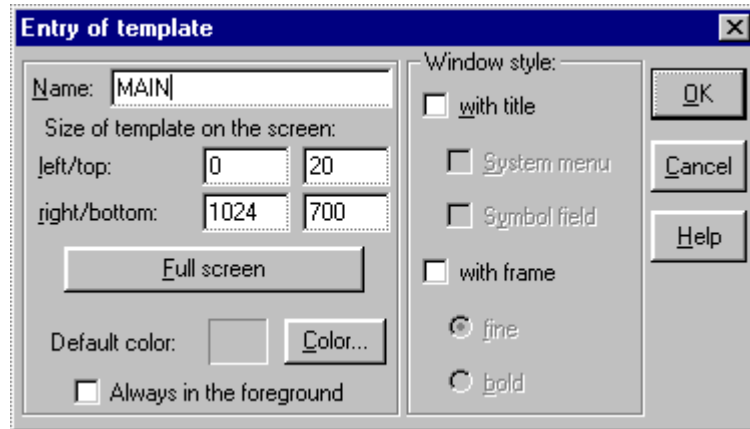 Entry of template
Name: MAIN
Size of template on the screen:
left/top: 0 20
right/bottom: 1024 700
Full screen
Default color: Color...
Always in the foreground
Window style:
with title
System menu
Symbol field
with frame
fine
bold
OK
Cancel
Help